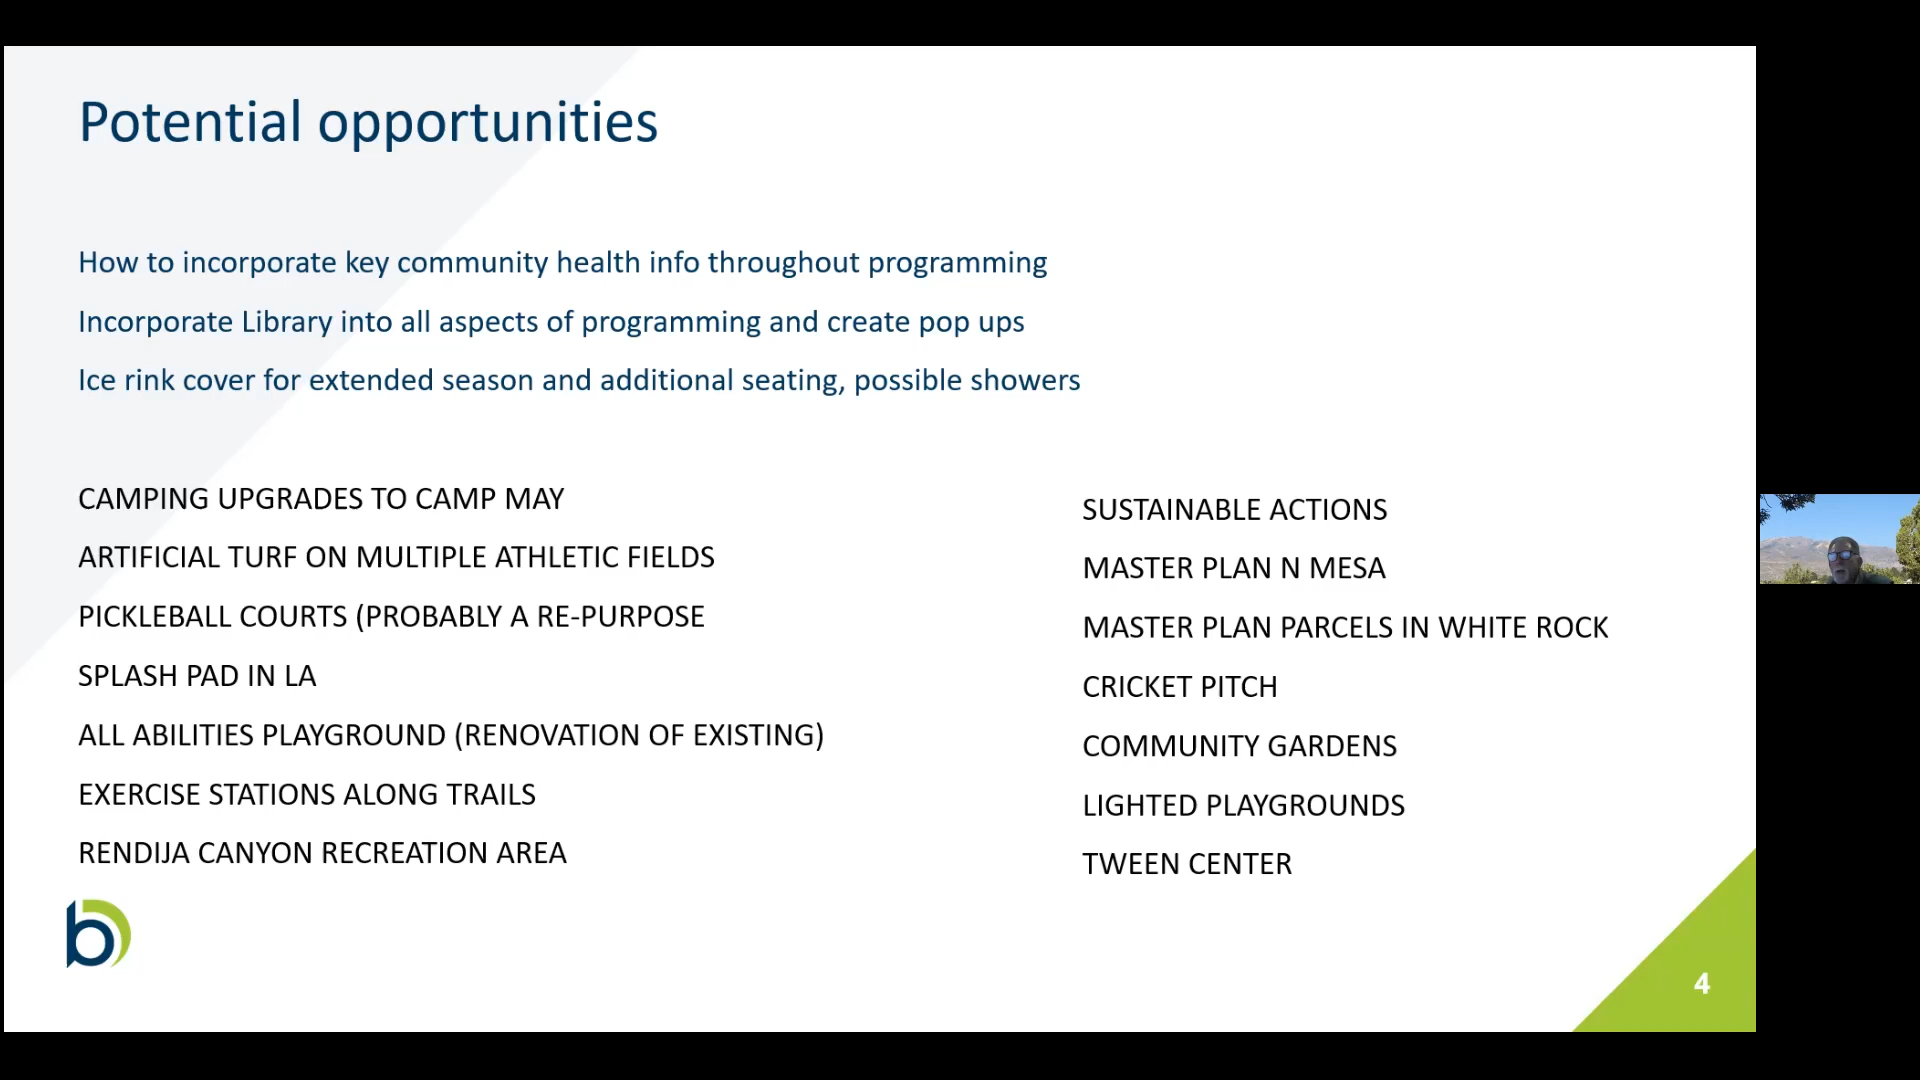 Potential opportunities
How to incorporate key community health info throughout programming
Incorporate Library into all aspects of programming and create pop ups
Ice rink cover for extended season and additional seating, possible showers
CAMPING UPGRADES TO CAMP MAY
ARTIFICIAL TURF ON MULTIPLE ATHLETIC FIELDS
PICKLEBALL COURTS (PROBABLY A RE-PURPOSE
SPLASH PAD IN LA
ALL ABILITIES PLAYGROUND (RENOVATION OF EXISTING)
EXERCISE STATIONS ALONG TRAILS
RENDIJA CANYON RECREATION AREA
SUSTAINABLE ACTIONS
MASTER PLAN N MESA
MASTER PLAN PARCELS IN WHITE ROCK
CRICKET PITCH
COMMUNITY GARDENS
LIGHTED PLAYGROUNDS
TWEEN CENTER
b
4